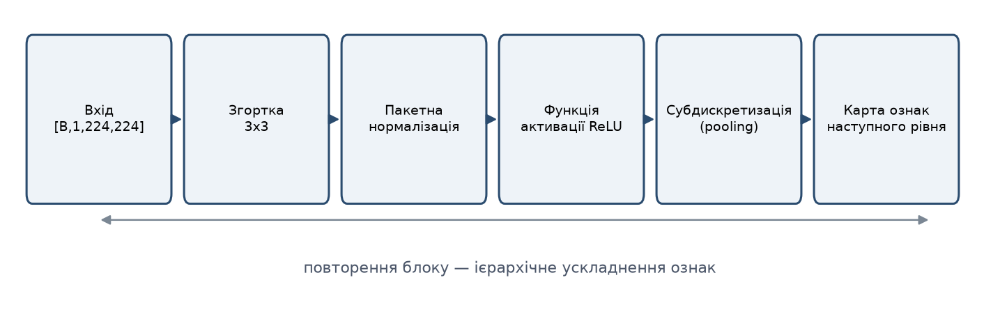 Вхід
[B,1,224,224]
Згортка
3x3
Пакетна
нормалізація
Функція
активації ReLU
Субдискретизація
(pooling)
Карта ознак
наступного рівня
повторення блоку — ієрархічне ускладнення ознак